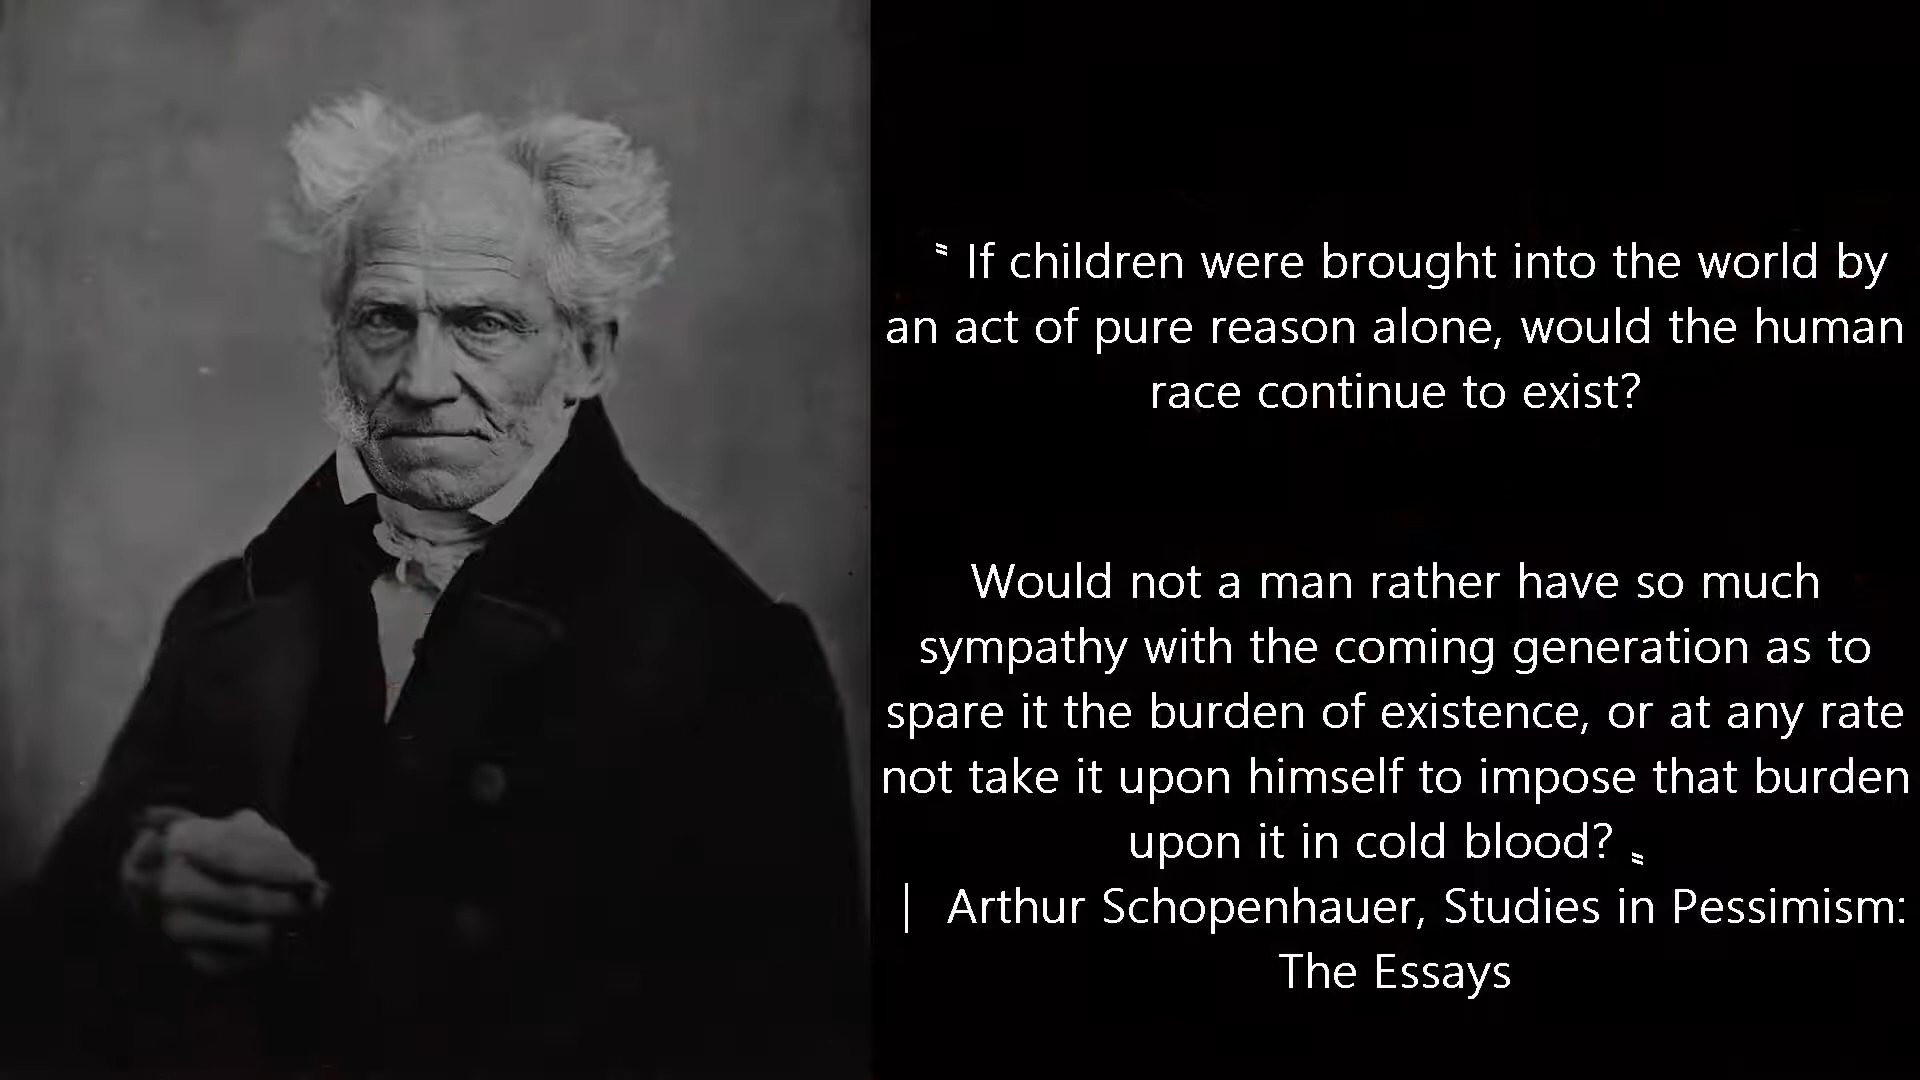 〝 If children were brought into the world by
an act of pure reason alone, would the human
race continue to exist?
Would not a man rather have so much
sympathy with the coming generation as to
spare it the burden of existence, or at any rate
not take it upon himself to impose that burden
upon it in cold blood? 〟
| Arthur Schopenhauer, Studies in Pessimism:
The Essays